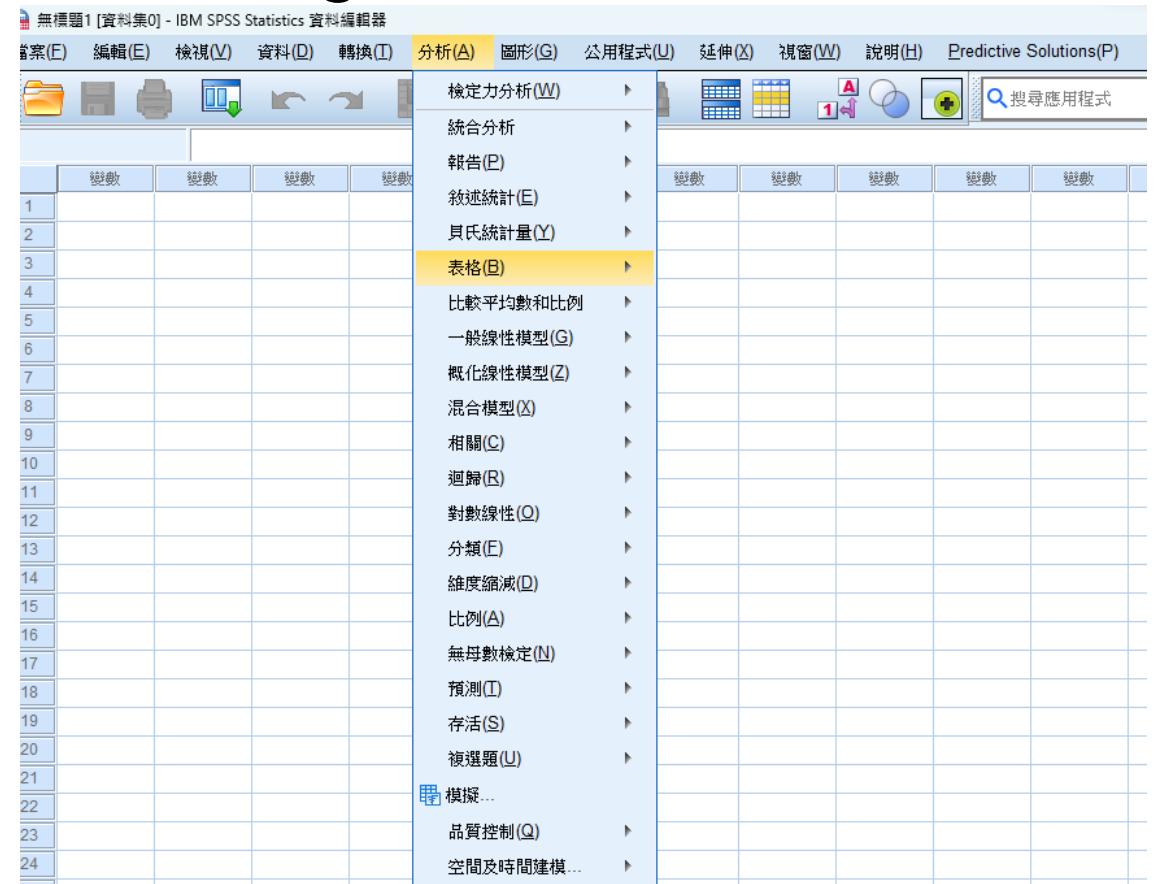 無標題1 [資料集0] - IBM SPSS Statistics 資料編輯器
檔案(F) 編輯(E) 檢視(V) 資料(D) 轉換(T) 分析(A) 圖形(G) 公用程式(U) 延伸(X) 視窗(W) 說明(H) Predictive Solutions(P)
搜尋應用程式
變數 變數 變數 變數 變數 變數 變數 變數 變數
檢定力分析(W)
統合分析
報告(P)
敘述統計(E)
貝氏統計量(Y)
表格(B)
比較平均數和比例
一般線性模型(G)
概化線性模型(Z)
混合模型(X)
相關(C)
迴歸(R)
對數線性(O)
分類(F)
維度縮減(D)
比例(A)
無母數檢定(N)
預測(T)
存活(S)
複選題(U)
模擬...
品質控制(Q)
空間及時間建模...
1
2
3
4
5
6
7
8
9
10
11
12
13
14
15
16
17
18
19
20
21
22
23
24